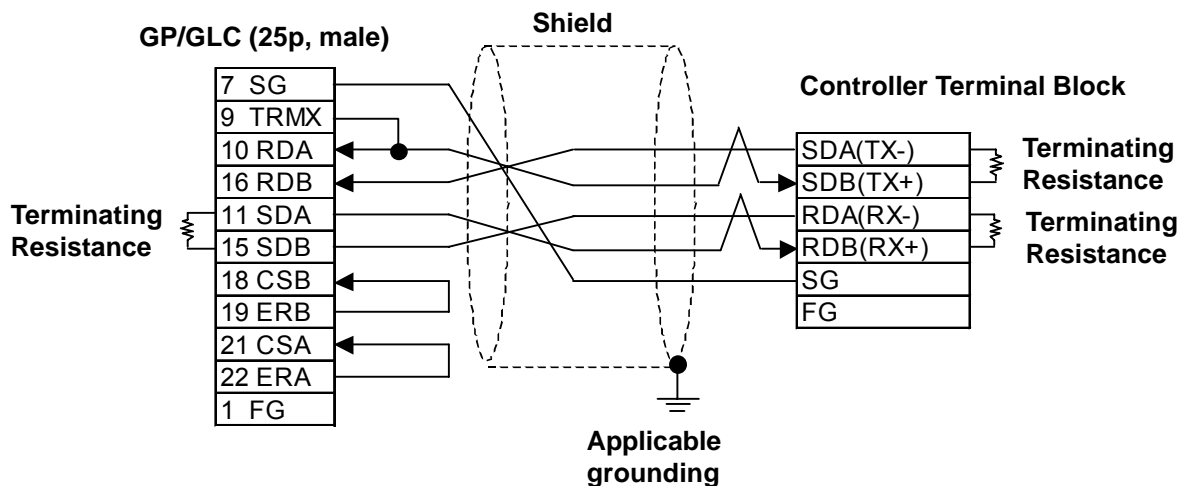 Shield
GP/GLC (25p, male)
7 SG
9 TRMX
10 RDA
16 RDB
11 SDA
15 SDB
18 CSB
19 ERB
21 CSA
22 ERA
1 FG
Terminating
Resistance
Controller Terminal Block
SDA(TX-)
SDB(TX+)
RDA(RX-)
RDB(RX+)
SG
FG
Terminating
Resistance
Terminating
Resistance
Applicable
grounding